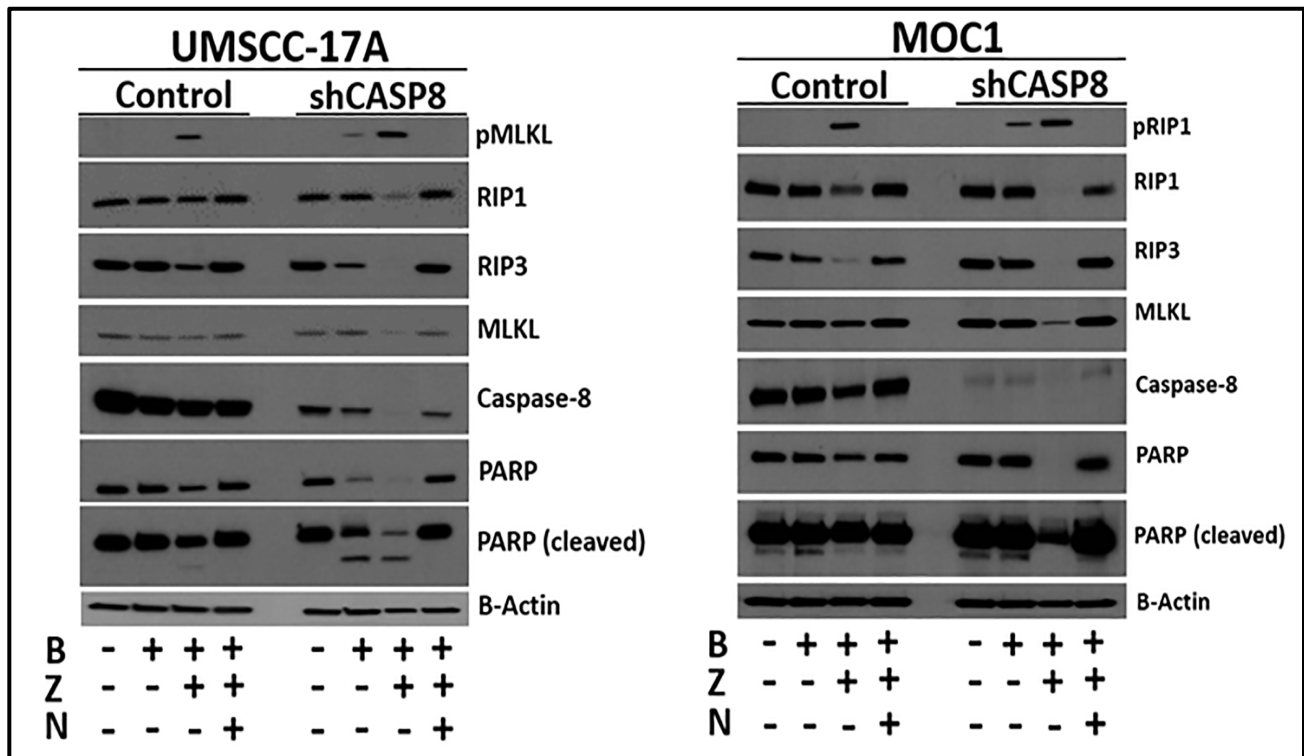 UMSCC-17A
Control shCASP8
pMLKL
RIP1
RIP3
MLKL
Caspase-8
PARP
PARP (cleaved)
B-Actin
B - + + + - + + +
Z - - + + - - + +
N - - - + - - - +
MOC1
Control shCASP8
pRIP1
RIP1
RIP3
MLKL
Caspase-8
PARP
PARP (cleaved)
B-Actin
B - + + + - + + +
Z - - + + - - + +
N - - - + - - - +